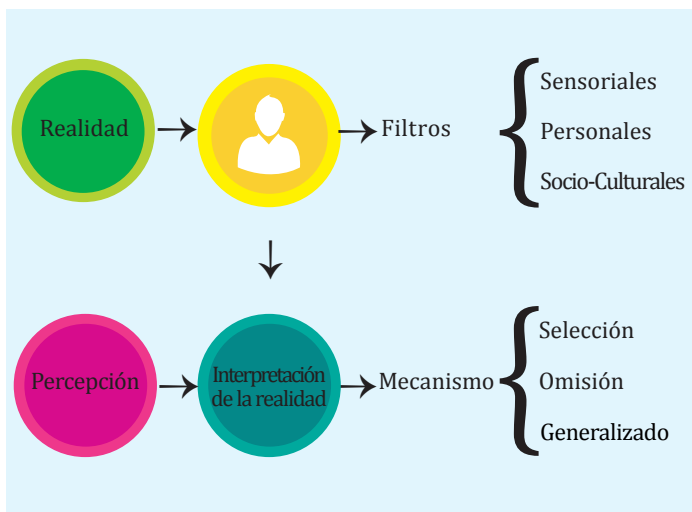 Realidad
Filtros
Sensoriales
Personales
Socio-Culturales
Percepción
Interpretación
de la realidad
Mecanismo
Selección
Omisión
Generalizado